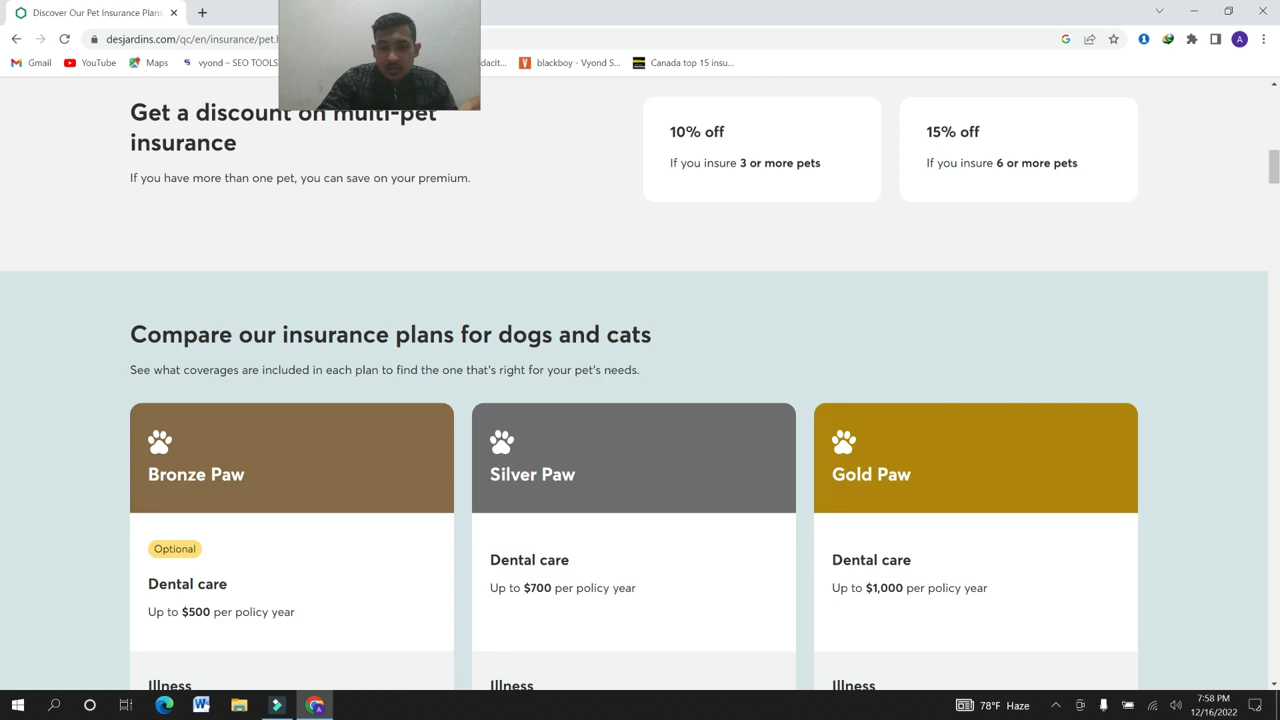 Discover Our Pet Insurance Plans
desjardins.com/qc/en/insurance/pet.h
A
Gmail
YouTube
Maps
vyond – SEO TOOLS
dacit...
blackboy - Vyond S...
Canada top 15 insu...
Get a discount on multi-pet
insurance
If you have more than one pet, you can save on your premium.
10% off
If you insure 3 or more pets
15% off
If you insure 6 or more pets
Compare our insurance plans for dogs and cats
See what coverages are included in each plan to find the one that's right for your pet's needs.
Bronze Paw
Optional
Dental care
Up to $500 per policy year
Illness
Silver Paw
Dental care
Up to $700 per policy year
Illness
Gold Paw
Dental care
Up to $1,000 per policy year
Illness
78°F Haze
7:58 PM
12/16/2022